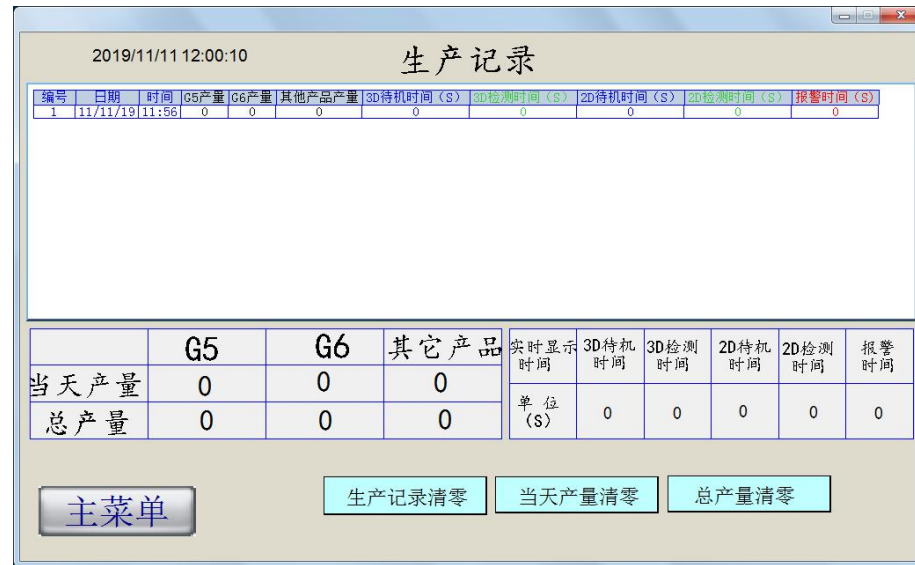 2019/11/11 12:00:10
生产记录
编号 日期 时间 G5产量 G6产量 其他产品产量 3D待机时间（S） 3D检测时间（S） 2D待机时间（S） 2D检测时间（S） 报警时间（S）
1 11/11/19 11:56 0 0 0 0 0 0 0 0
G5 G6 其它产品
当天产量 0 0 0
总产量 0 0 0
实时显示时间 3D待机时间 3D检测时间 2D待机时间 2D检测时间 报警时间
单位(S) 0 0 0 0 0
主菜单 生产记录清零 当天产量清零 总产量清零